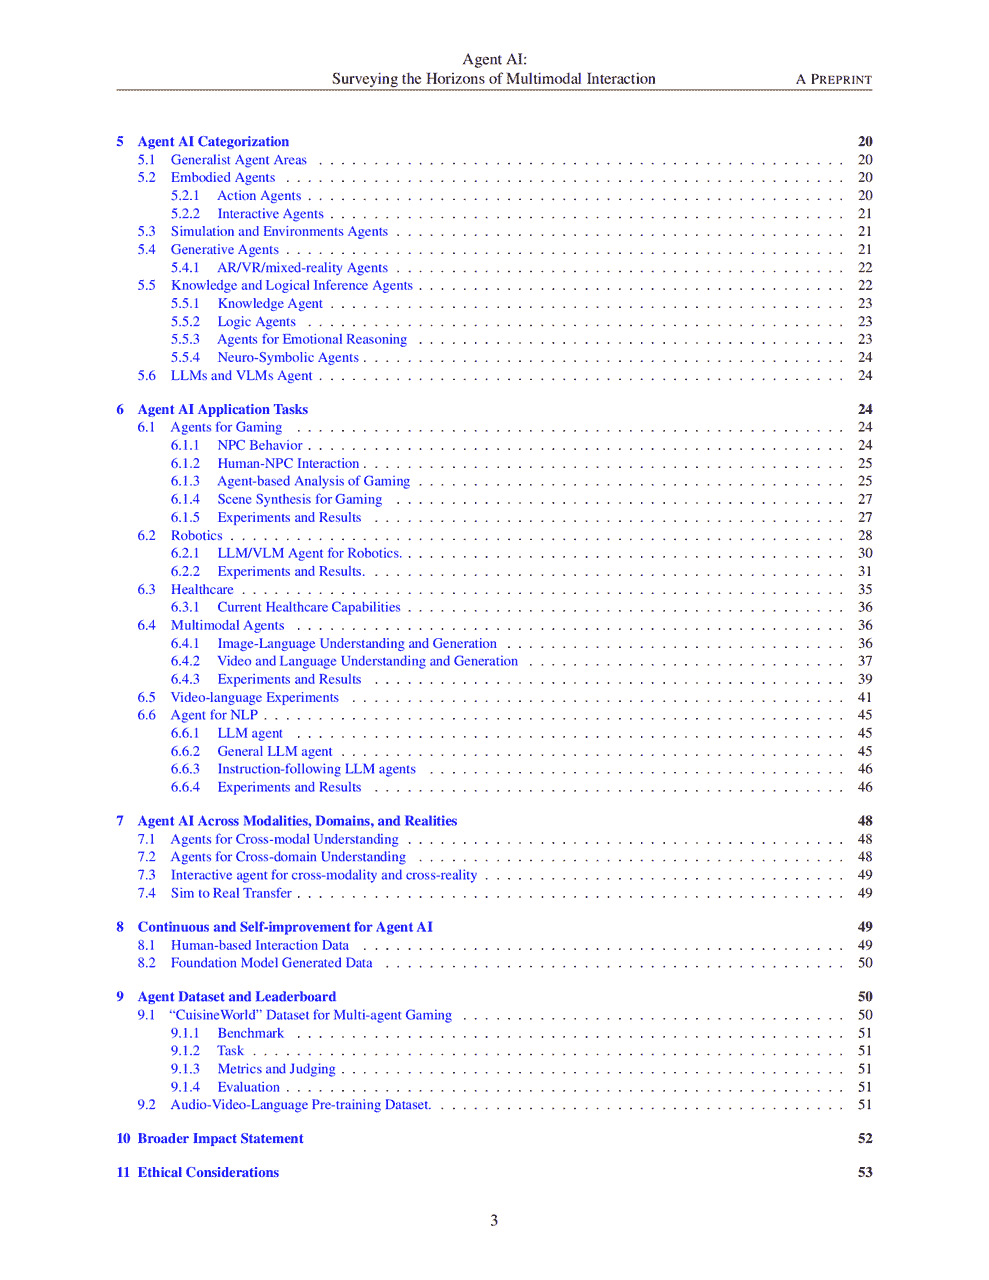 Agent AI:
Surveying the Horizons of Multimodal Interaction A PREPRINT
5 Agent AI Categorization 20
5.1 Generalist Agent Areas . . . . . . . . . . 20
5.2 Embodied Agents . . . . . . . . . . 20
5.2.1 Action Agents . . . . . . . . . . 20
5.2.2 Interactive Agents . . . . . . . . . . 21
5.3 Simulation and Environments Agents . . . . . . . . . . 21
5.4 Generative Agents . . . . . . . . . . 21
5.4.1 AR/VR/mixed-reality Agents . . . . . . . . . . 22
5.5 Knowledge and Logical Inference Agents . . . . . . . . . . 22
5.5.1 Knowledge Agent . . . . . . . . . . 23
5.5.2 Logic Agents . . . . . . . . . . 23
5.5.3 Agents for Emotional Reasoning . . . . . . . . . . 23
5.5.4 Neuro-Symbolic Agents . . . . . . . . . . 24
5.6 LLMs and VLMs Agent . . . . . . . . . . 24
6 Agent AI Application Tasks 24
6.1 Agents for Gaming . . . . . . . . . . 24
6.1.1 NPC Behavior . . . . . . . . . . 24
6.1.2 Human-NPC Interaction . . . . . . . . . . 25
6.1.3 Agent-based Analysis of Gaming . . . . . . . . . . 25
6.1.4 Scene Synthesis for Gaming . . . . . . . . . . 27
6.1.5 Experiments and Results . . . . . . . . . . 27
6.2 Robotics . . . . . . . . . . 28
6.2.1 LLM/VLM Agent for Robotics. . . . . . . . . . . 30
6.2.2 Experiments and Results. . . . . . . . . . . 31
6.3 Healthcare . . . . . . . . . . 35
6.3.1 Current Healthcare Capabilities . . . . . . . . . . 36
6.4 Multimodal Agents . . . . . . . . . . 36
6.4.1 Image-Language Understanding and Generation . . . . . . . . . . 36
6.4.2 Video and Language Understanding and Generation . . . . . . . . . . 37
6.4.3 Experiments and Results . . . . . . . . . . 39
6.5 Video-language Experiments . . . . . . . . . . 41
6.6 Agent for NLP . . . . . . . . . . 45
6.6.1 LLM agent . . . . . . . . . . 45
6.6.2 General LLM agent . . . . . . . . . . 45
6.6.3 Instruction-following LLM agents . . . . . . . . . . 46
6.6.4 Experiments and Results . . . . . . . . . . 46
7 Agent AI Across Modalities, Domains, and Realities 48
7.1 Agents for Cross-modal Understanding . . . . . . . . . . 48
7.2 Agents for Cross-domain Understanding . . . . . . . . . . 48
7.3 Interactive agent for cross-modality and cross-reality . . . . . . . . . . 49
7.4 Sim to Real Transfer . . . . . . . . . . 49
8 Continuous and Self-improvement for Agent AI 49
8.1 Human-based Interaction Data . . . . . . . . . . 49
8.2 Foundation Model Generated Data . . . . . . . . . . 50
9 Agent Dataset and Leaderboard 50
9.1 “CuisineWorld” Dataset for Multi-agent Gaming . . . . . . . . . . 50
9.1.1 Benchmark . . . . . . . . . . 51
9.1.2 Task . . . . . . . . . . 51
9.1.3 Metrics and Judging . . . . . . . . . . 51
9.1.4 Evaluation . . . . . . . . . . 51
9.2 Audio-Video-Language Pre-training Dataset. . . . . . . . . . . 51
10 Broader Impact Statement 52
11 Ethical Considerations 53
3